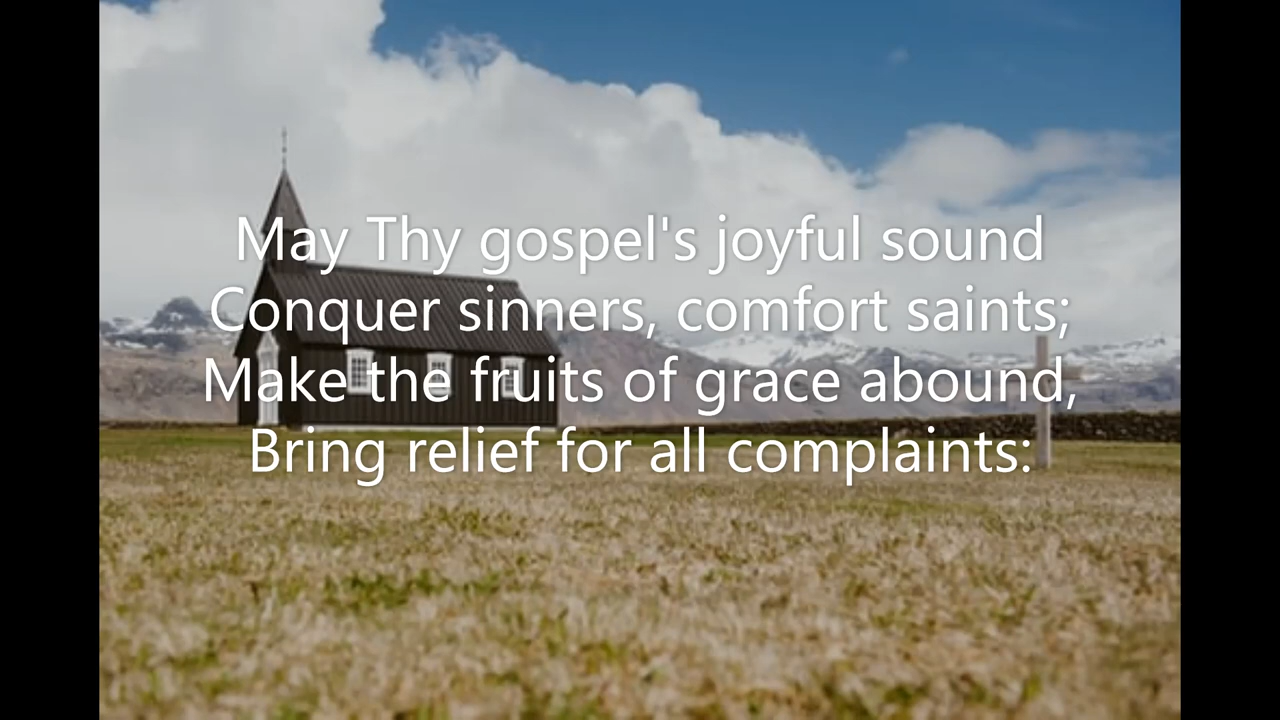 May Thy gospel's joyful sound
Conquer sinners, comfort saints;
Make the fruits of grace abound,
Bring relief for all complaints: